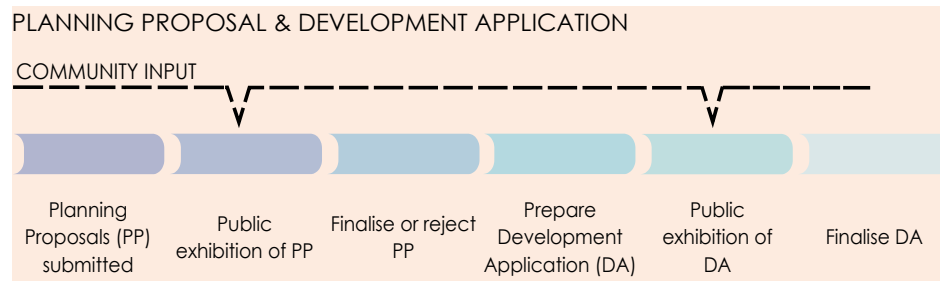 PLANNING PROPOSAL & DEVELOPMENT APPLICATION
COMMUNITY INPUT
Planning
Proposals (PP)
submitted
Public
exhibition of PP
Finalise or reject
PP
Prepare
Development
Application (DA)
Public
exhibition of
DA
Finalise DA